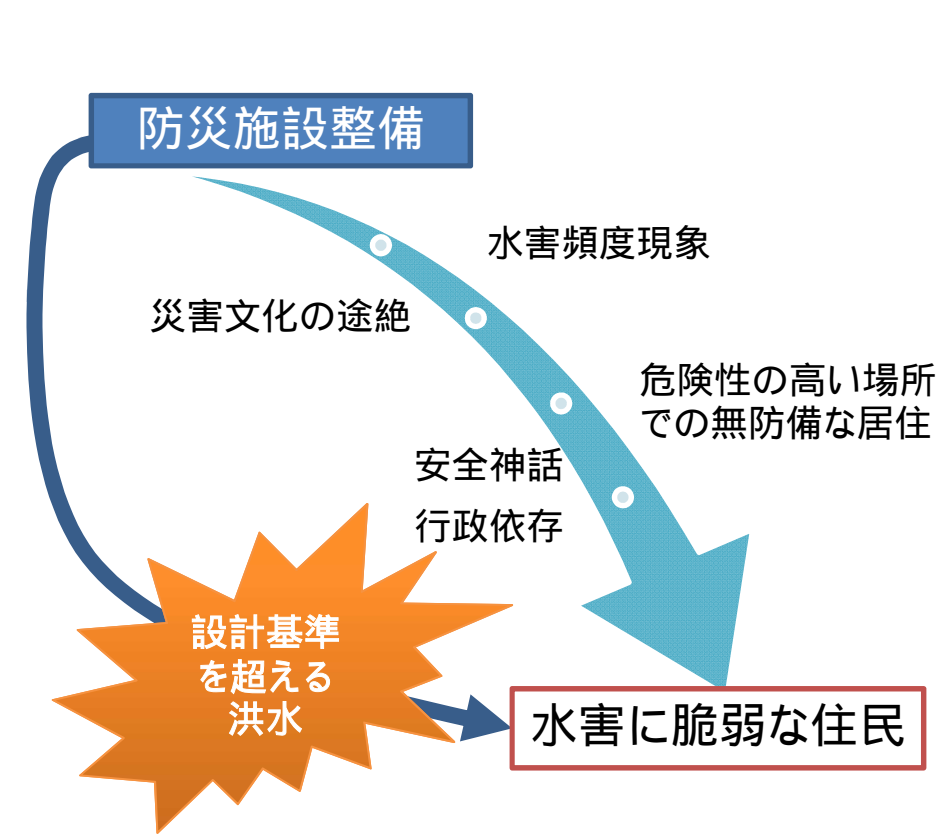 防災施設整備
水害頻度現象
災害文化の途絶
危険性の高い場所
での無防備な居住
安全神話
行政依存
設計基準
を超える
洪水
水害に脆弱な住民